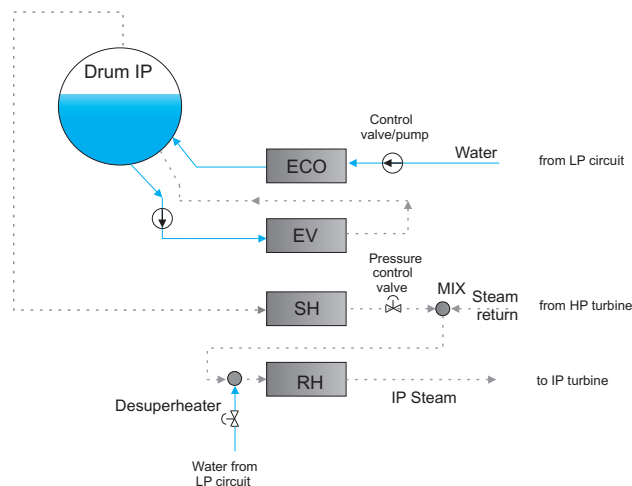 Drum IP
Control
valve/pump
ECO
Water
from LP circuit
EV
Pressure
control
valve
MIX
SH
Steam
return
from HP turbine
RH
IP Steam
to IP turbine
Desuperheater
Water from
LP circuit